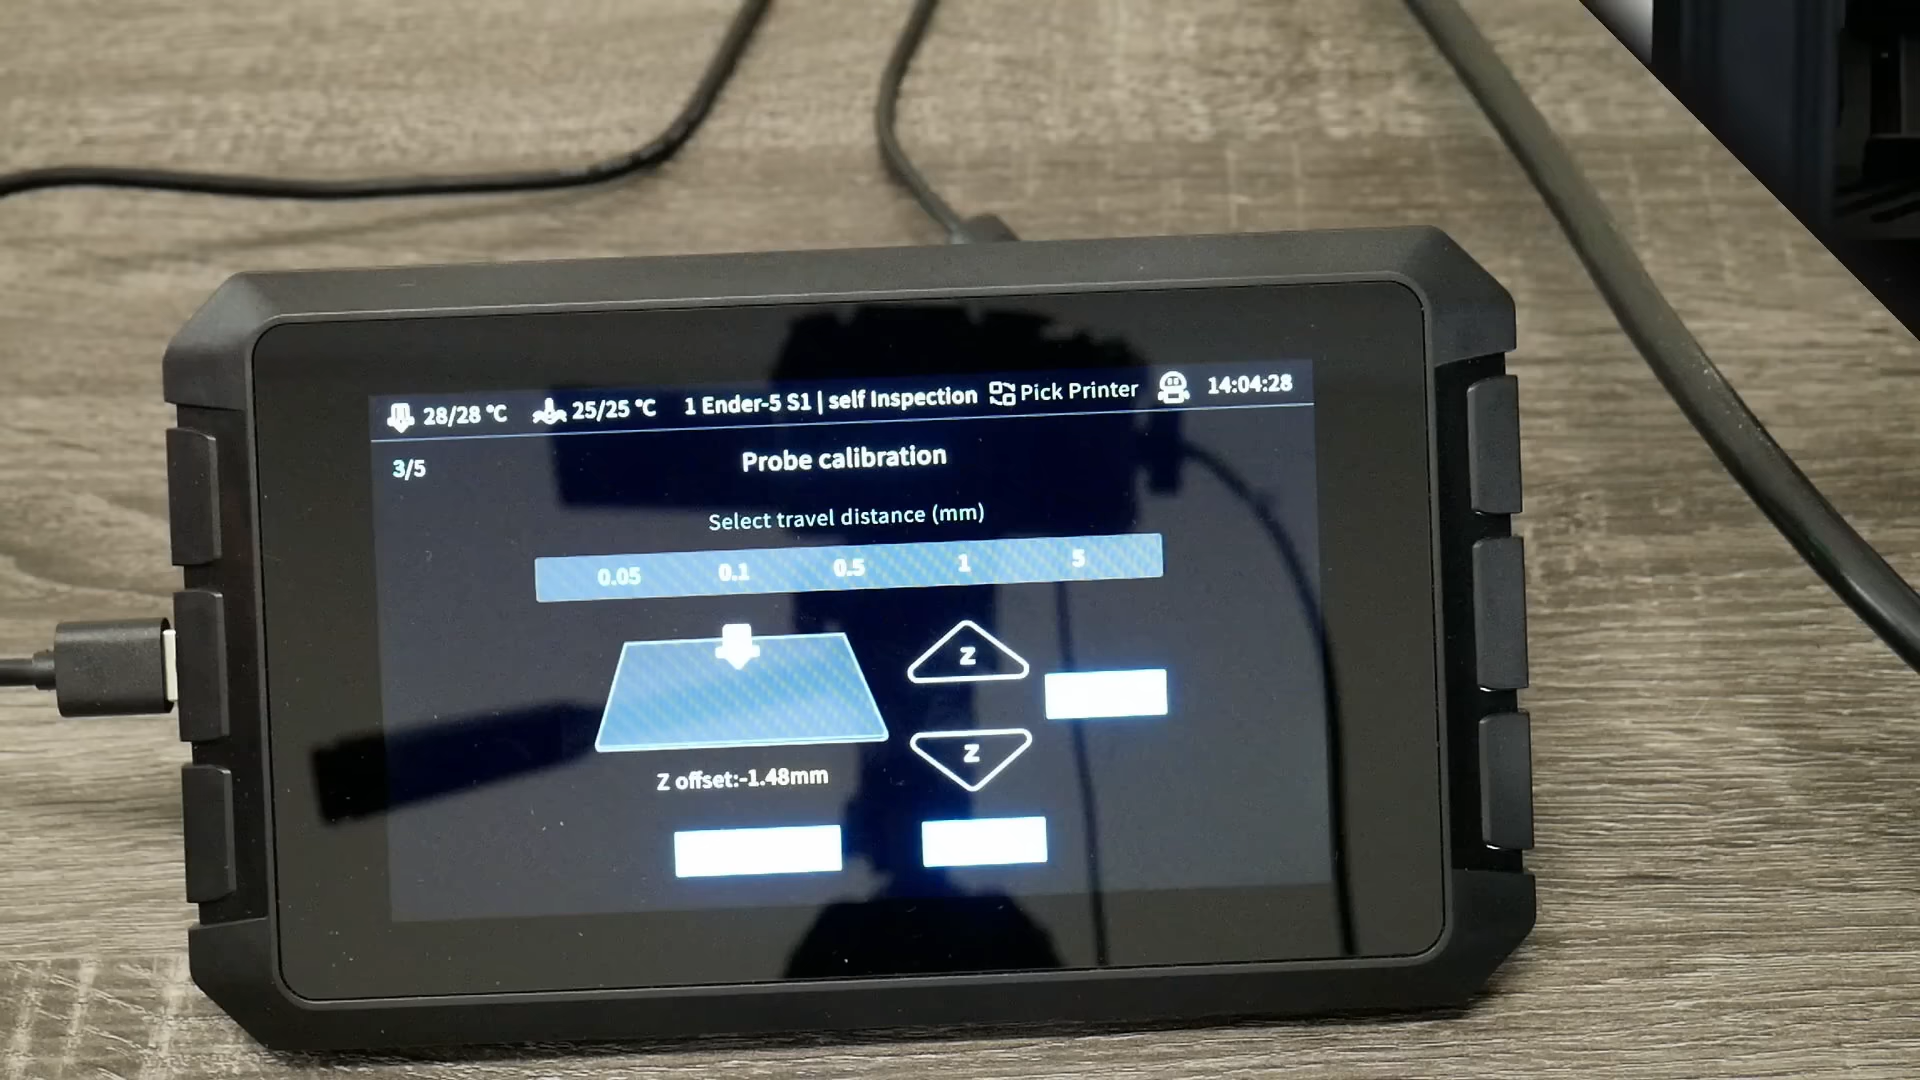 28/28 °C 25/25 °C 1 Ender-5 S1 | self Inspection Pick Printer 14:04:28
3/5
Probe calibration
Select travel distance (mm)
0.05 0.1 0.5 1 5
Z
Z
Z offset:-1.48mm